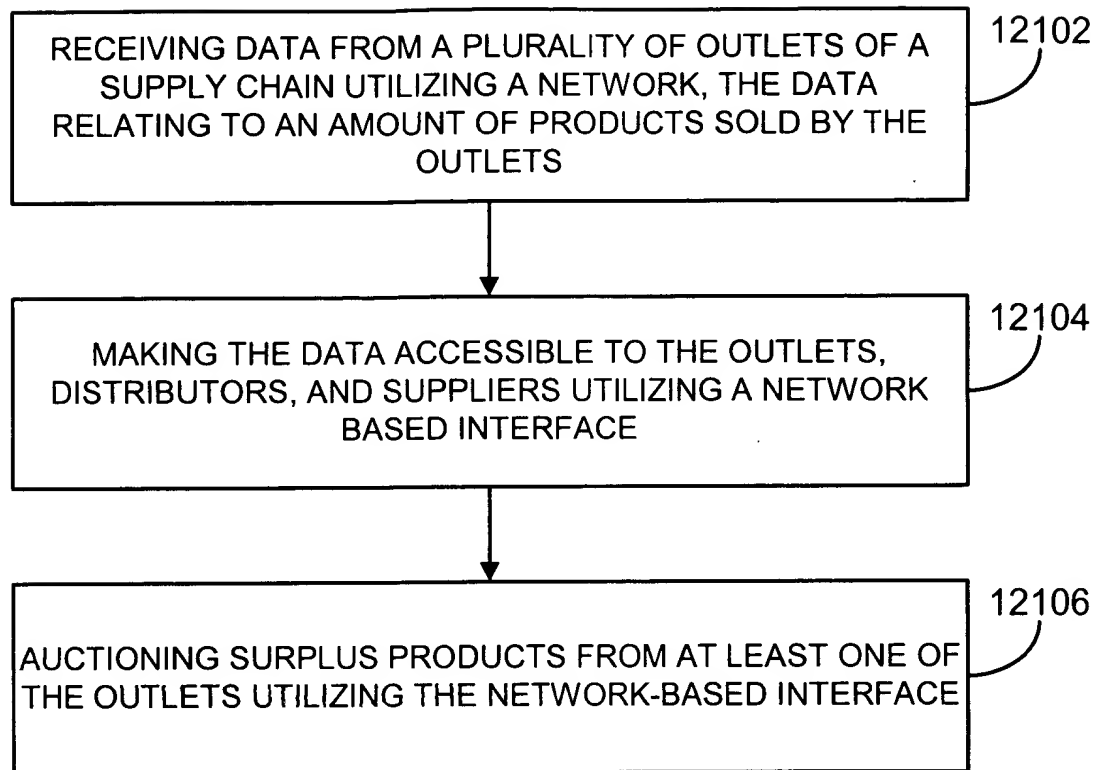 RECEIVING DATA FROM A PLURALITY OF OUTLETS OF A
SUPPLY CHAIN UTILIZING A NETWORK, THE DATA
RELATING TO AN AMOUNT OF PRODUCTS SOLD BY THE
OUTLETS
12102
MAKING THE DATA ACCESSIBLE TO THE OUTLETS,
DISTRIBUTORS, AND SUPPLIERS UTILIZING A NETWORK
BASED INTERFACE
12104
AUCTIONING SURPLUS PRODUCTS FROM AT LEAST ONE OF
THE OUTLETS UTILIZING THE NETWORK-BASED INTERFACE
12106